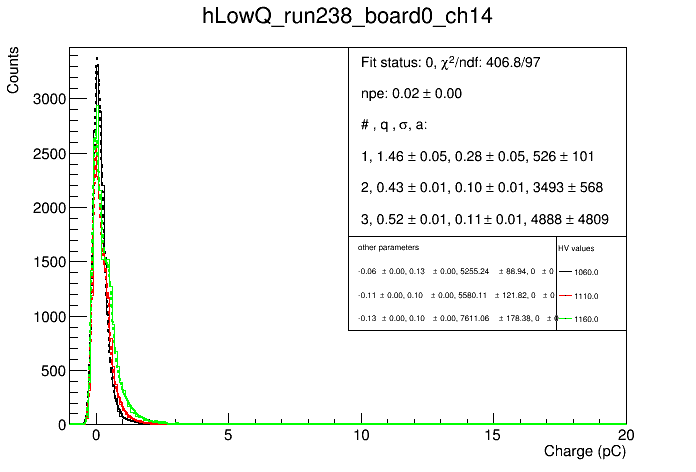 hLowQ_run238_board0_ch14
Counts
Fit status: 0, χ²/ndf: 406.8/97
npe: 0.02 ± 0.00
# , q , σ, a:
1, 1.46 ± 0.05, 0.28 ± 0.05, 526 ± 101
2, 0.43 ± 0.01, 0.10 ± 0.01, 3493 ± 568
3, 0.52 ± 0.01, 0.11 ± 0.01, 4888 ± 4809
other parameters
-0.06 ± 0.00, 0.13 ± 0.00, 5255.24 ± 88.94, 0 ± 0
-0.11 ± 0.00, 0.10 ± 0.00, 5580.11 ± 121.82, 0 ± 0
-0.13 ± 0.00, 0.10 ± 0.00, 7611.06 ± 178.38, 0 ± 0
HV values
1060.0
1110.0
1160.0
3000
2500
2000
1500
1000
500
0
0 5 10 15 20
Charge (pC)